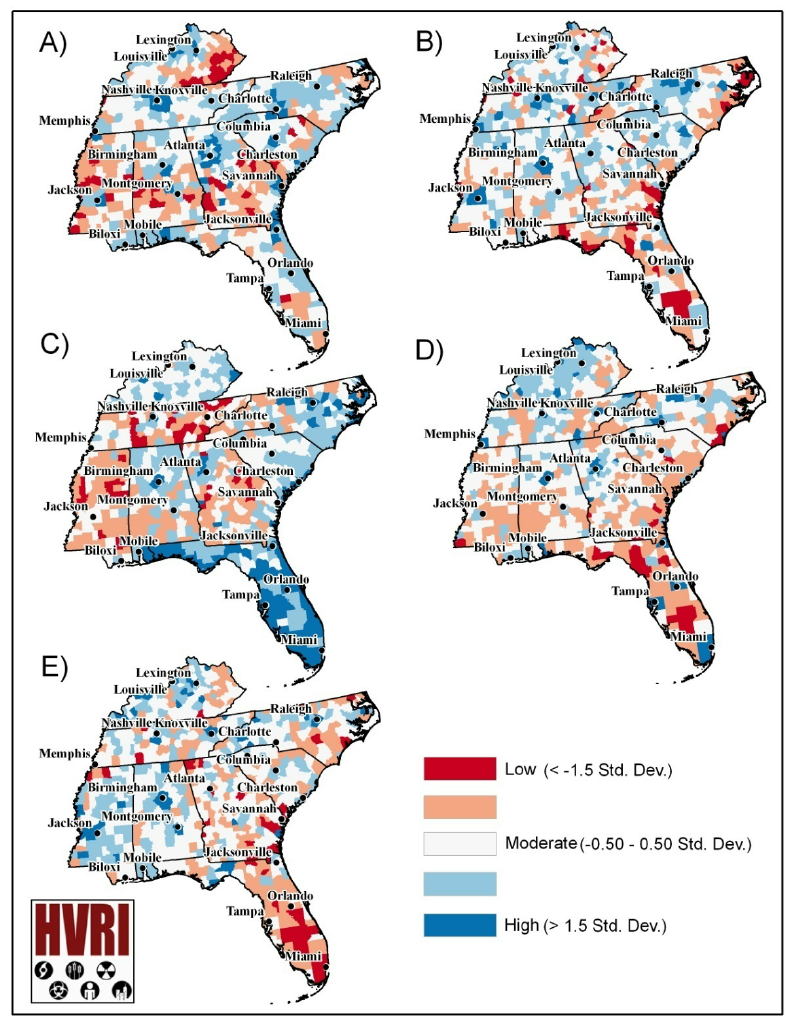 A)
Lexington
Louisville
Nashville Knoxville
Raleigh
Charlotte
Memphis
Columbia
Atlanta
Birmingham
Charleston
Savannah
Jackson
Montgomery
Jacksonville
Mobile
Biloxi
Orlando
Tampa
Miami
B)
Lexington
Louisville
Raleigh
Nashville Knoxville
Charlotte
Memphis
Columbia
Atlanta
Birmingham
Charleston
Savannah
Jackson
Montgomery
Jacksonville
Mobile
Biloxi
Orlando
Tampa
Miami
C)
Lexington
Louisville
Raleigh
Nashville Knoxville
Charlotte
Memphis
Columbia
Atlanta
Birmingham
Charleston
Savannah
Jackson
Montgomery
Jacksonville
Mobile
Biloxi
Orlando
Tampa
Miami
D)
Lexington
Louisville
Raleigh
Nashville Knoxville
Charlotte
Memphis
Columbia
Atlanta
Birmingham
Charleston
Savannah
Jackson
Montgomery
Jacksonville
Mobile
Biloxi
Orlando
Tampa
Miami
E)
Lexington
Louisville
Raleigh
Nashville Knoxville
Charlotte
Memphis
Columbia
Atlanta
Birmingham
Charleston
Savannah
Jackson
Montgomery
Jacksonville
Mobile
Biloxi
Orlando
Tampa
Miami
Low (< -1.5 Std. Dev.)
Moderate (-0.50 - 0.50 Std. Dev.)
High (> 1.5 Std. Dev.)
HVRI